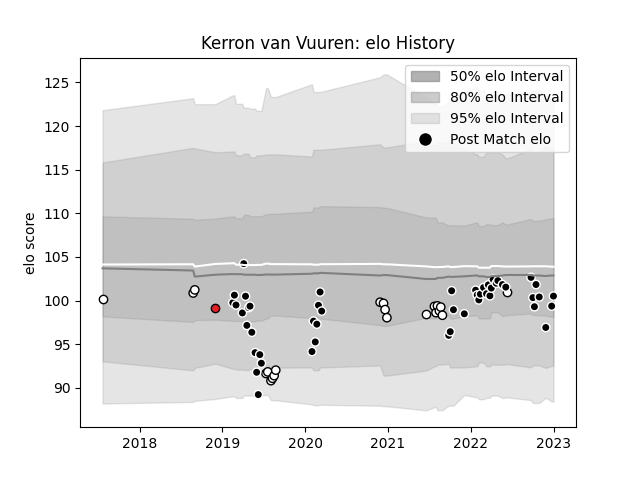 Kerron van Vuuren: elo History
50% elo Interval
80% elo Interval
95% elo Interval
Post Match elo
elo score
125
120
115
110
105
100
95
90
2018
2019
2020
2021
2022
2023